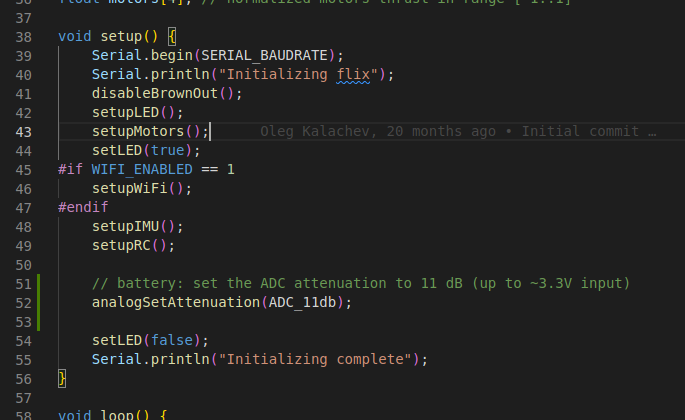 36 float motors[4]; // normalized motors thrust in range [-1..1]
37
38 void setup() {
39 Serial.begin(SERIAL_BAUDRATE);
40 Serial.println("Initializing flix");
41 disableBrownOut();
42 setupLED();
43 setupMotors(); Oleg Kalachev, 20 months ago • Initial commit …
44 setLED(true);
45 #if WIFI_ENABLED == 1
46 setupWiFi();
47 #endif
48 setupIMU();
49 setupRC();
50
51 // battery: set the ADC attenuation to 11 dB (up to ~3.3V input)
52 analogSetAttenuation(ADC_11db);
53
54 setLED(false);
55 Serial.println("Initializing complete");
56 }
57
58 void loop() {